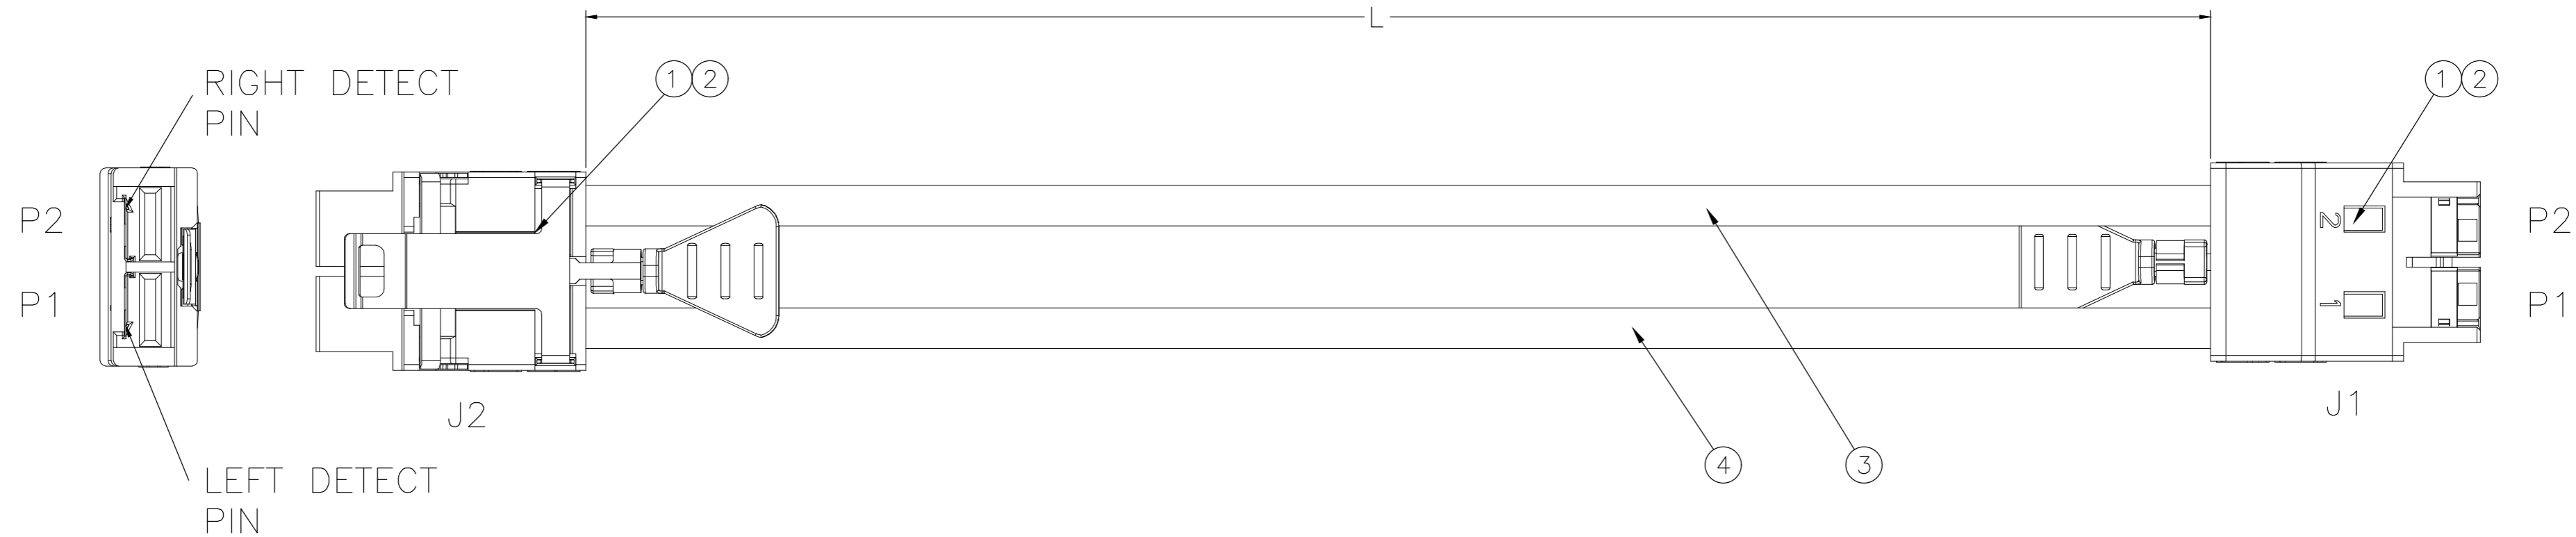 L
RIGHT DETECT
PIN
1 2
1 2
P2
P1
2
1
P2
P1
J2
J1
4
3
LEFT DETECT
PIN